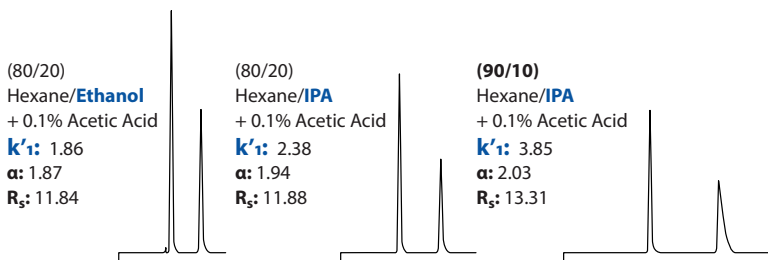 (80/20)
Hexane/Ethanol
+ 0.1% Acetic Acid
k’₁: 1.86
α: 1.87
Rₛ: 11.84
(80/20)
Hexane/IPA
+ 0.1% Acetic Acid
k’₁: 2.38
α: 1.94
Rₛ: 11.88
(90/10)
Hexane/IPA
+ 0.1% Acetic Acid
k’₁: 3.85
α: 2.03
Rₛ: 13.31